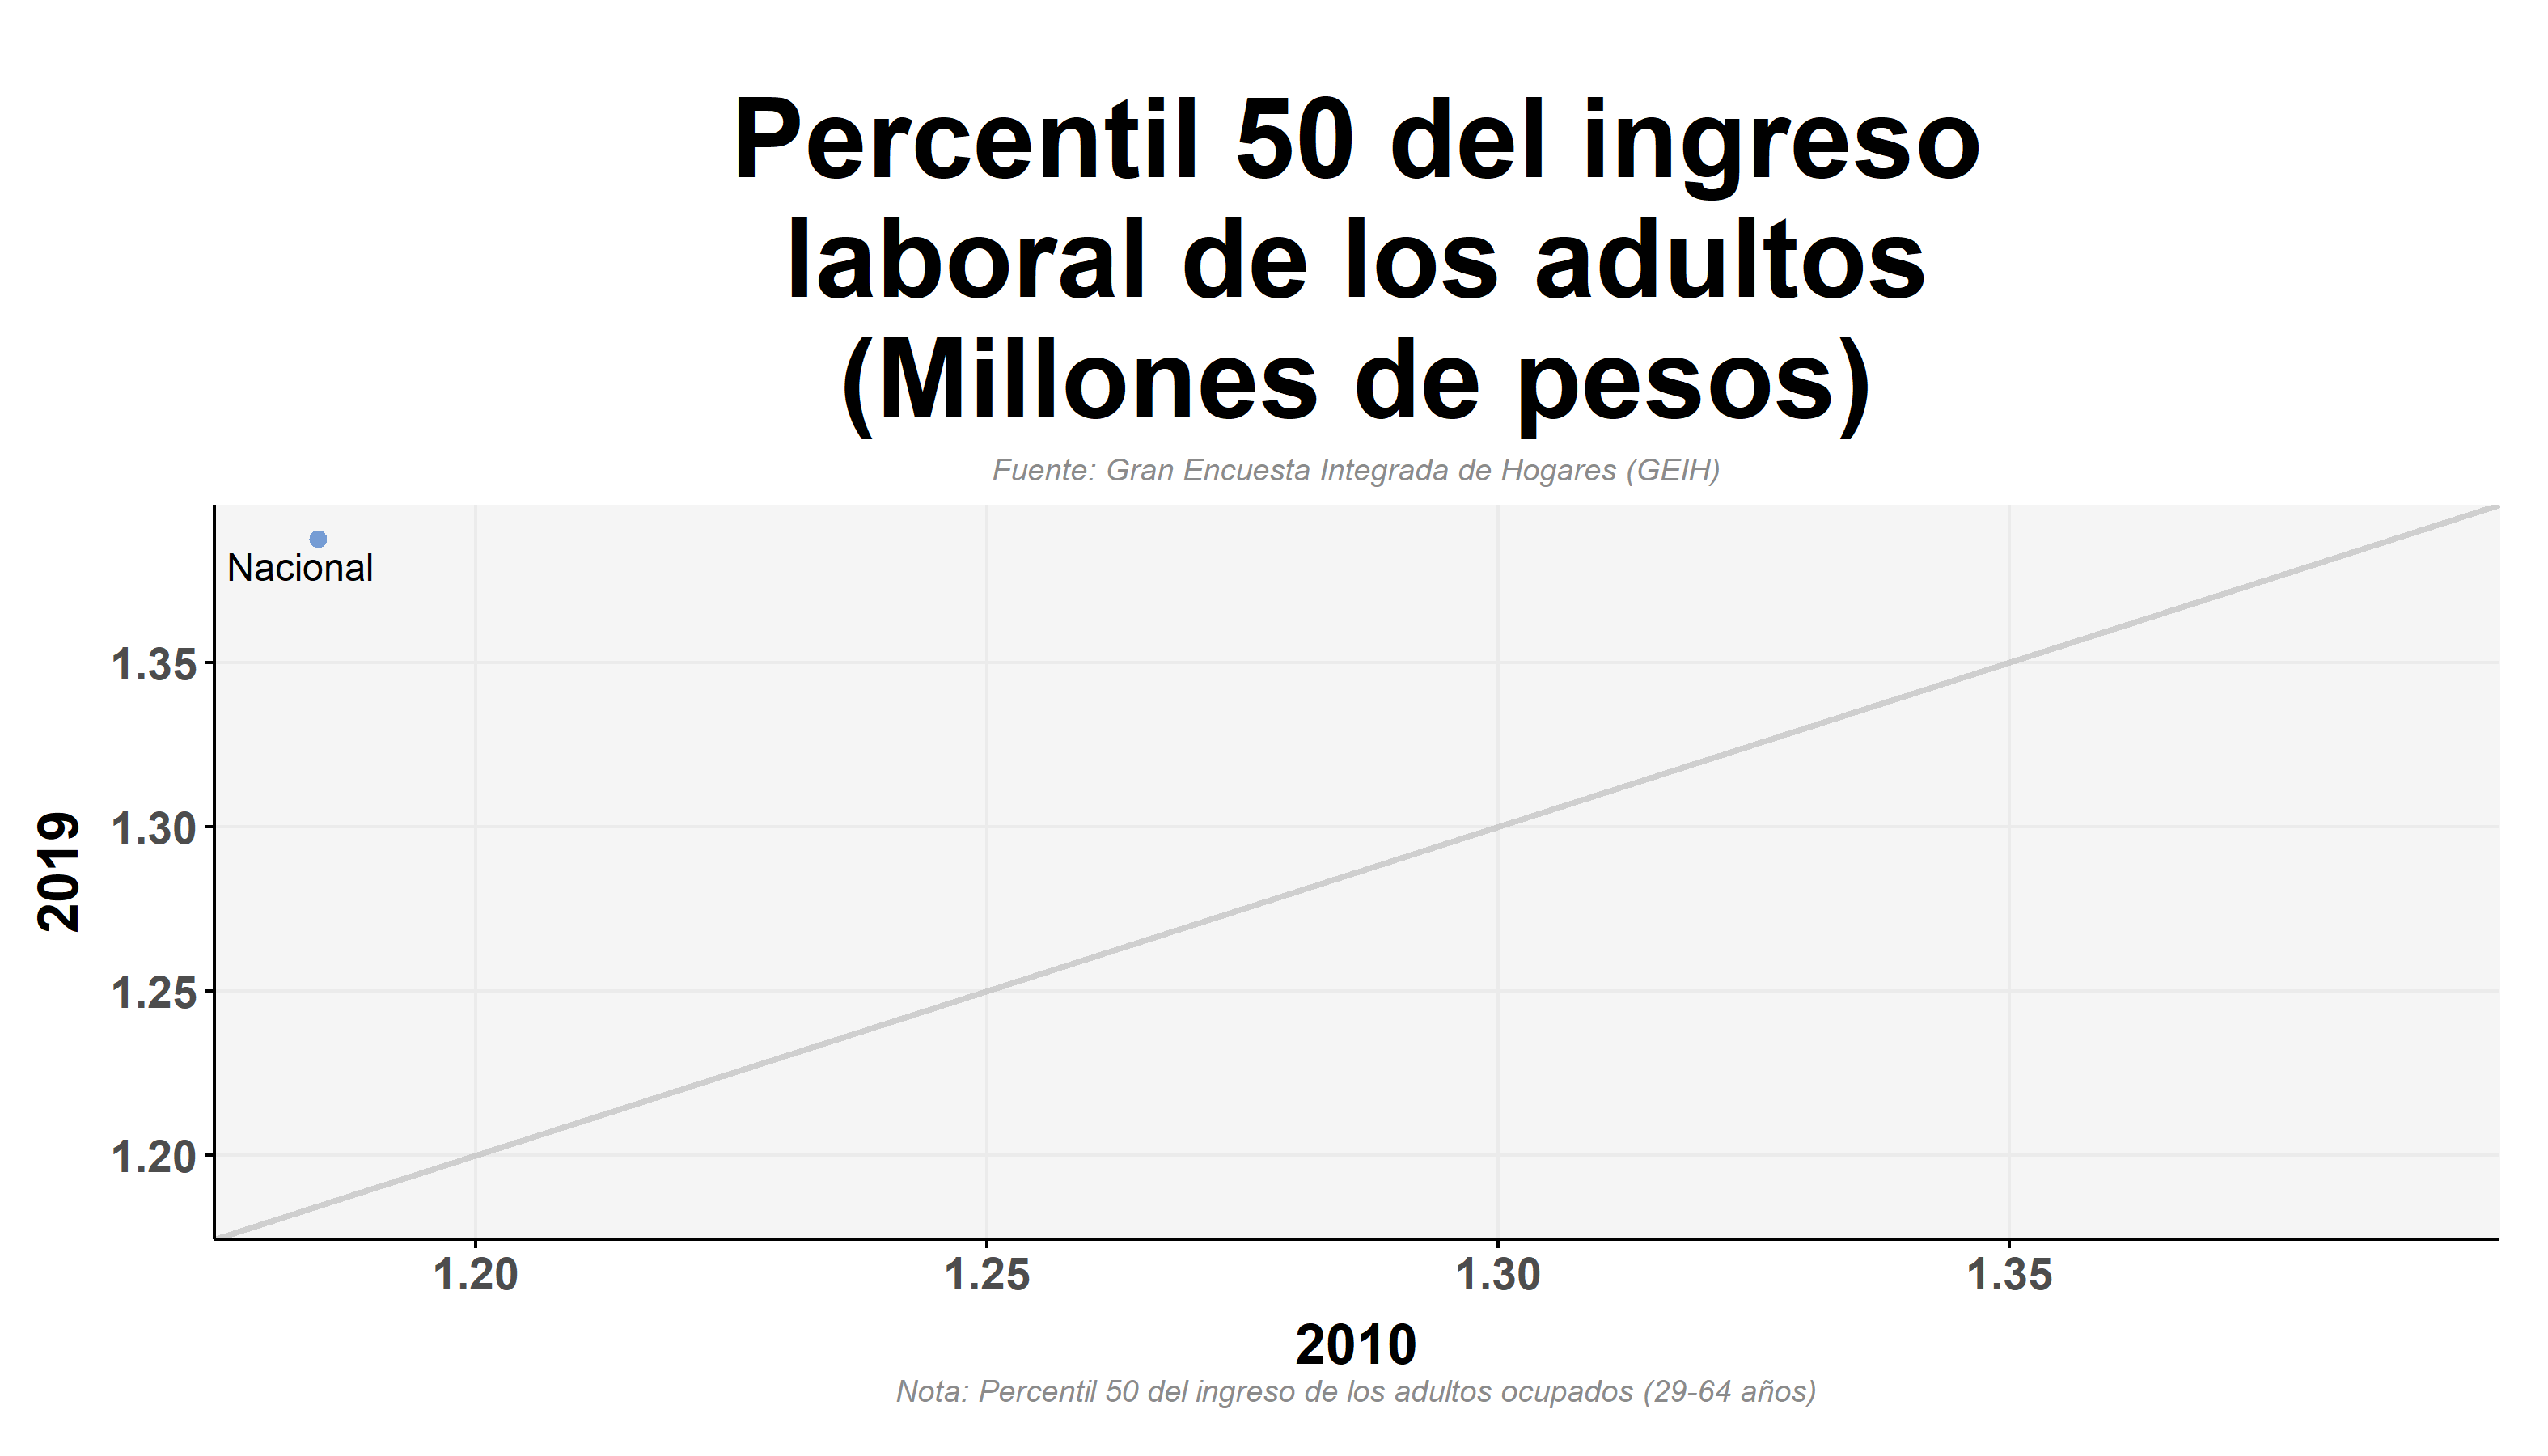 Percentil 50 del ingreso
laboral de los adultos
(Millones de pesos)
Fuente: Gran Encuesta Integrada de Hogares (GEIH)
Nacional
1.35
1.30
1.25
1.20
2019
1.20 1.25 1.30 1.35
2010
Nota: Percentil 50 del ingreso de los adultos ocupados (29-64 años)